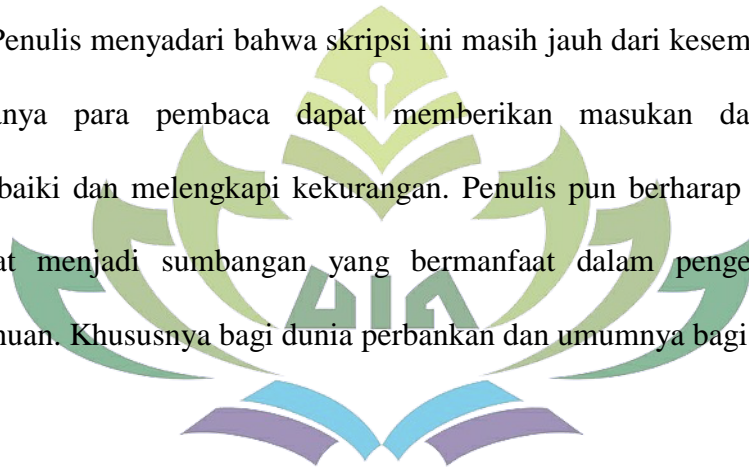 Penulis menyadari bahwa skripsi ini masih jauh dari kesem
nya para pembaca dapat memberikan masukan da
baiki dan melengkapi kekurangan. Penulis pun berharap
at menjadi sumbangan yang bermanfaat dalam penge
uan. Khususnya bagi dunia perbankan dan umumnya bagi
UIN